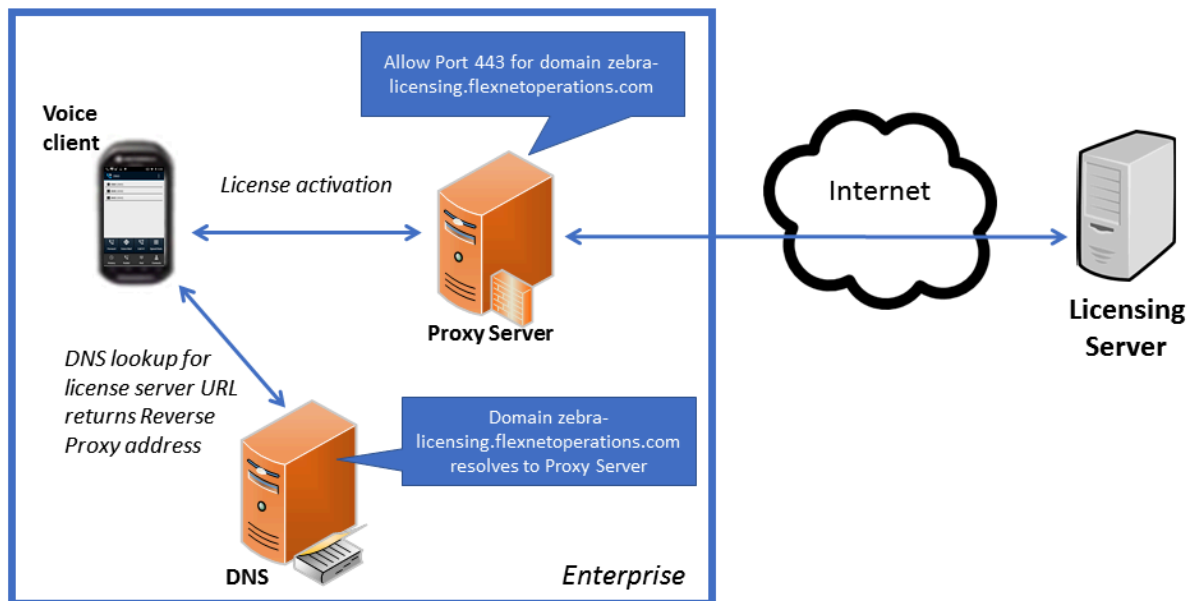 Allow Port 443 for domain zebra-
licensing.flexnetoperations.com
Voice
client
License activation
Internet
Proxy Server
Licensing
Server
DNS lookup for
license server URL
returns Reverse
Proxy address
Domain zebra-
licensing.flexnetoperations.com
resolves to Proxy Server
DNS
Enterprise